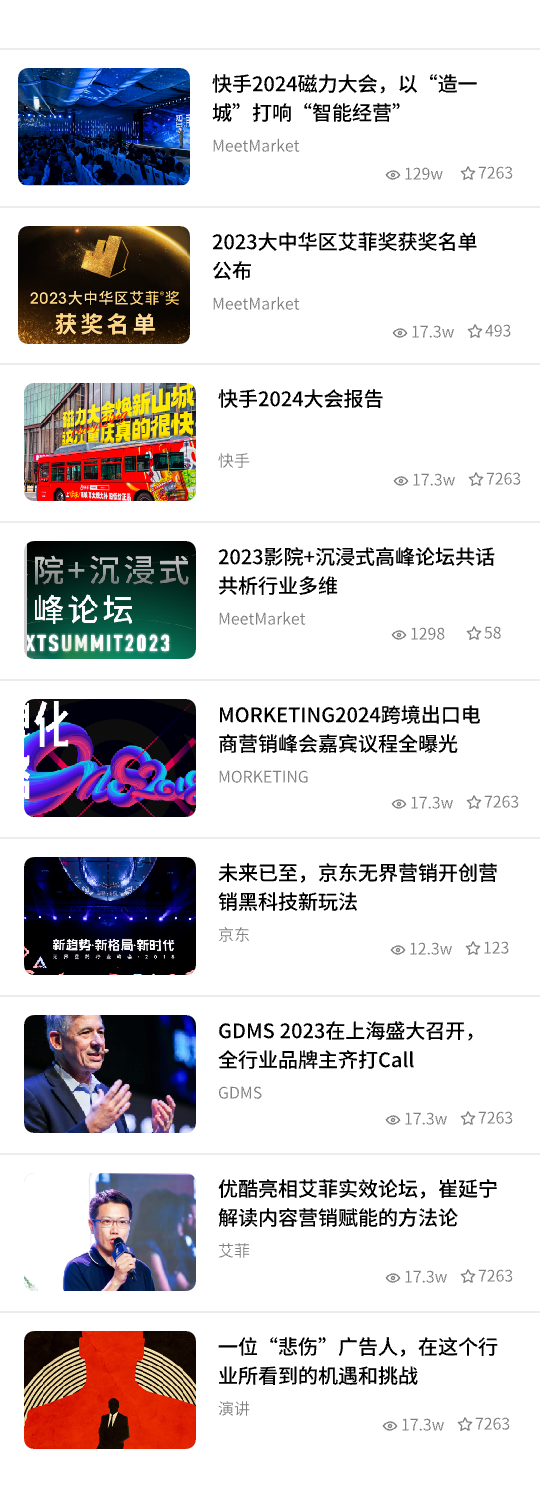 快手2024磁力大会，以“造一
城”打响“智能经营”
MeetMarket
129w 7263
2023大中华区艾菲®奖
获奖名单
2023大中华区艾菲奖获奖名单
公布
MeetMarket
17.3w 493
磁力大会焕新山城
重庆真的很快
快手2024大会报告
快手
17.3w 7263
院+沉浸式
峰论坛
XTSUMMIT2023
2023影院+沉浸式高峰论坛共话
共析行业多维
MeetMarket
1298 58
化
MORKETING2024跨境出口电
商营销峰会嘉宾议程全曝光
MORKETING
17.3w 7263
新趋势·新格局·新时代
无界营销行业峰会·2018
未来已至，京东无界营销开创营
销黑科技新玩法
京东
12.3w 123
GDMS 2023在上海盛大召开，
全行业品牌主齐打Call
GDMS
17.3w 7263
优酷亮相艾菲实效论坛，崔延宁
解读内容营销赋能的方法论
艾菲
17.3w 7263
一位“悲伤”广告人，在这个行
业所看到的机遇和挑战
演讲
17.3w 7263